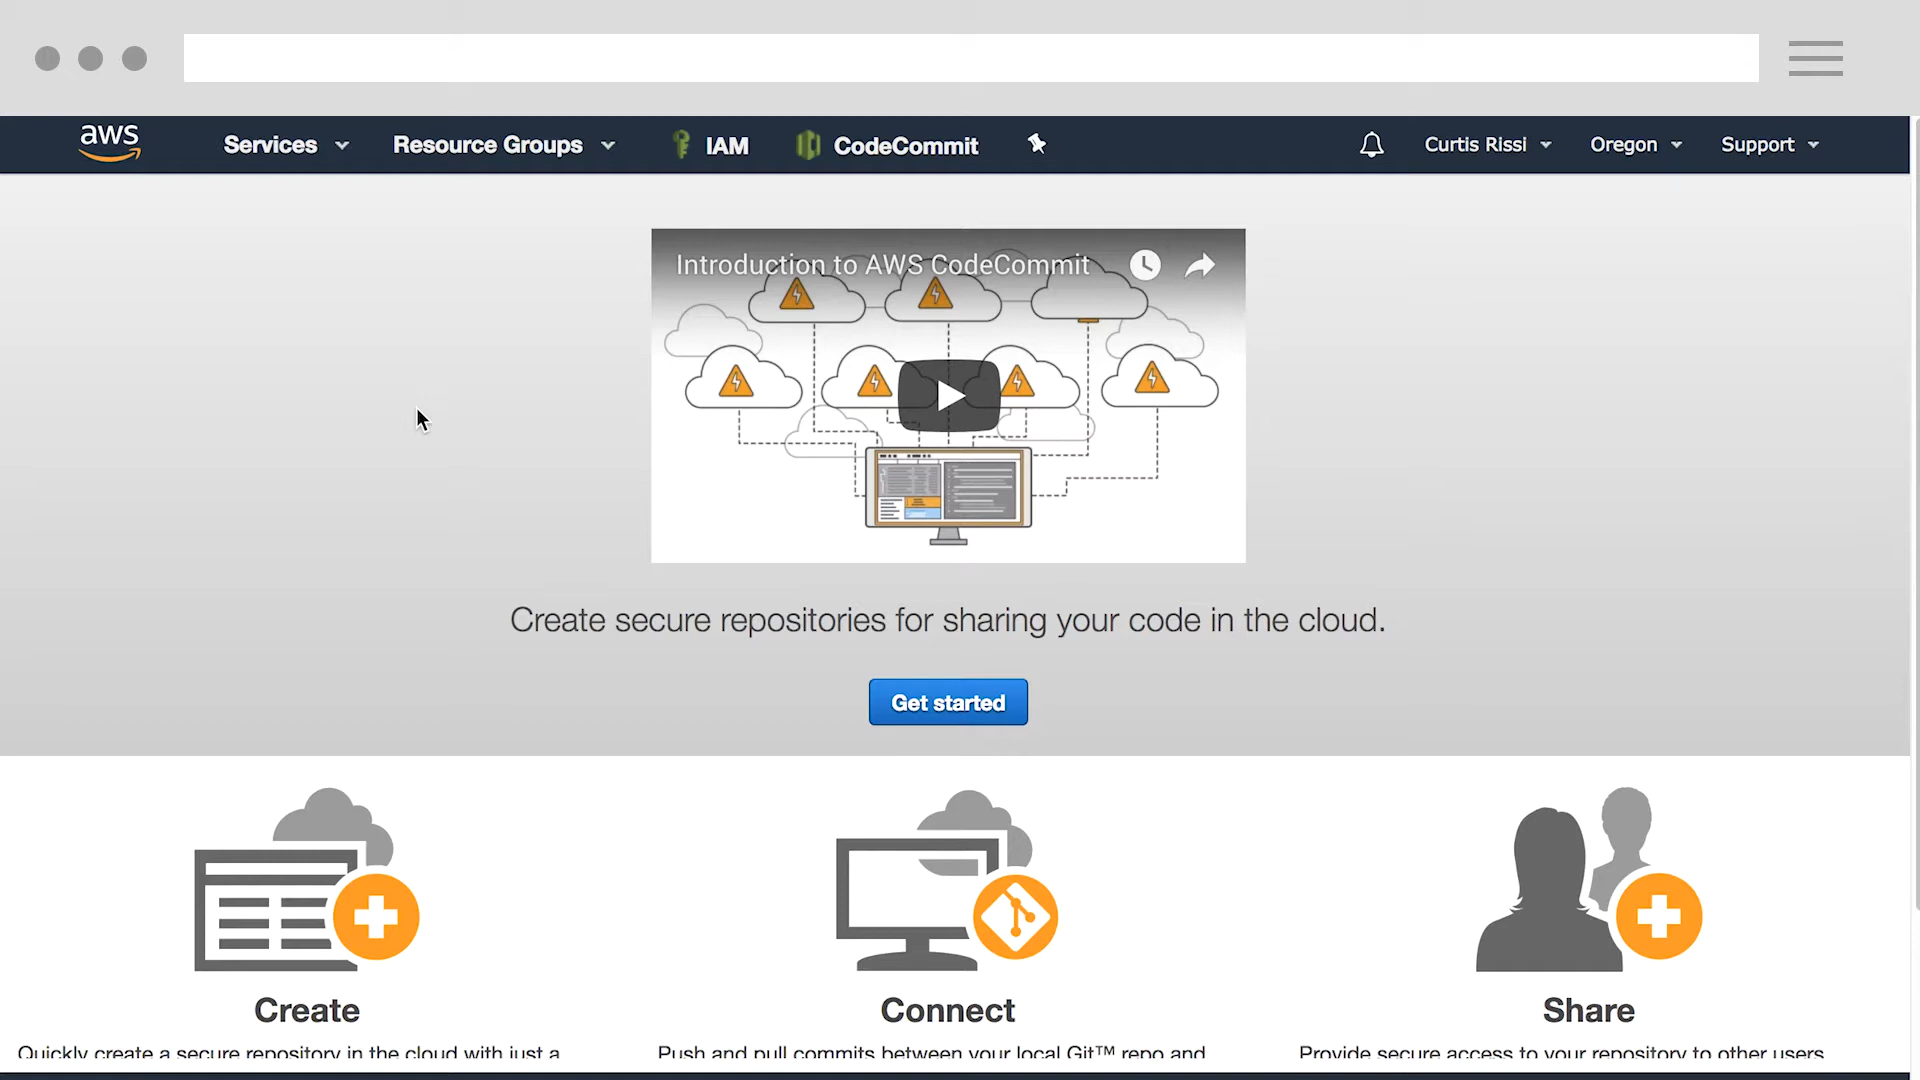 aws
Services
Resource Groups
IAM
CodeCommit
Curtis Rissi
Oregon
Support
Introduction to AWS CodeCommit
Create secure repositories for sharing your code in the cloud.
Get started
Create
Connect
Share
Quickly create a secure repository in the cloud with just a
Push and pull commits between your local Git™ repo and
Provide secure access to your repository to other users